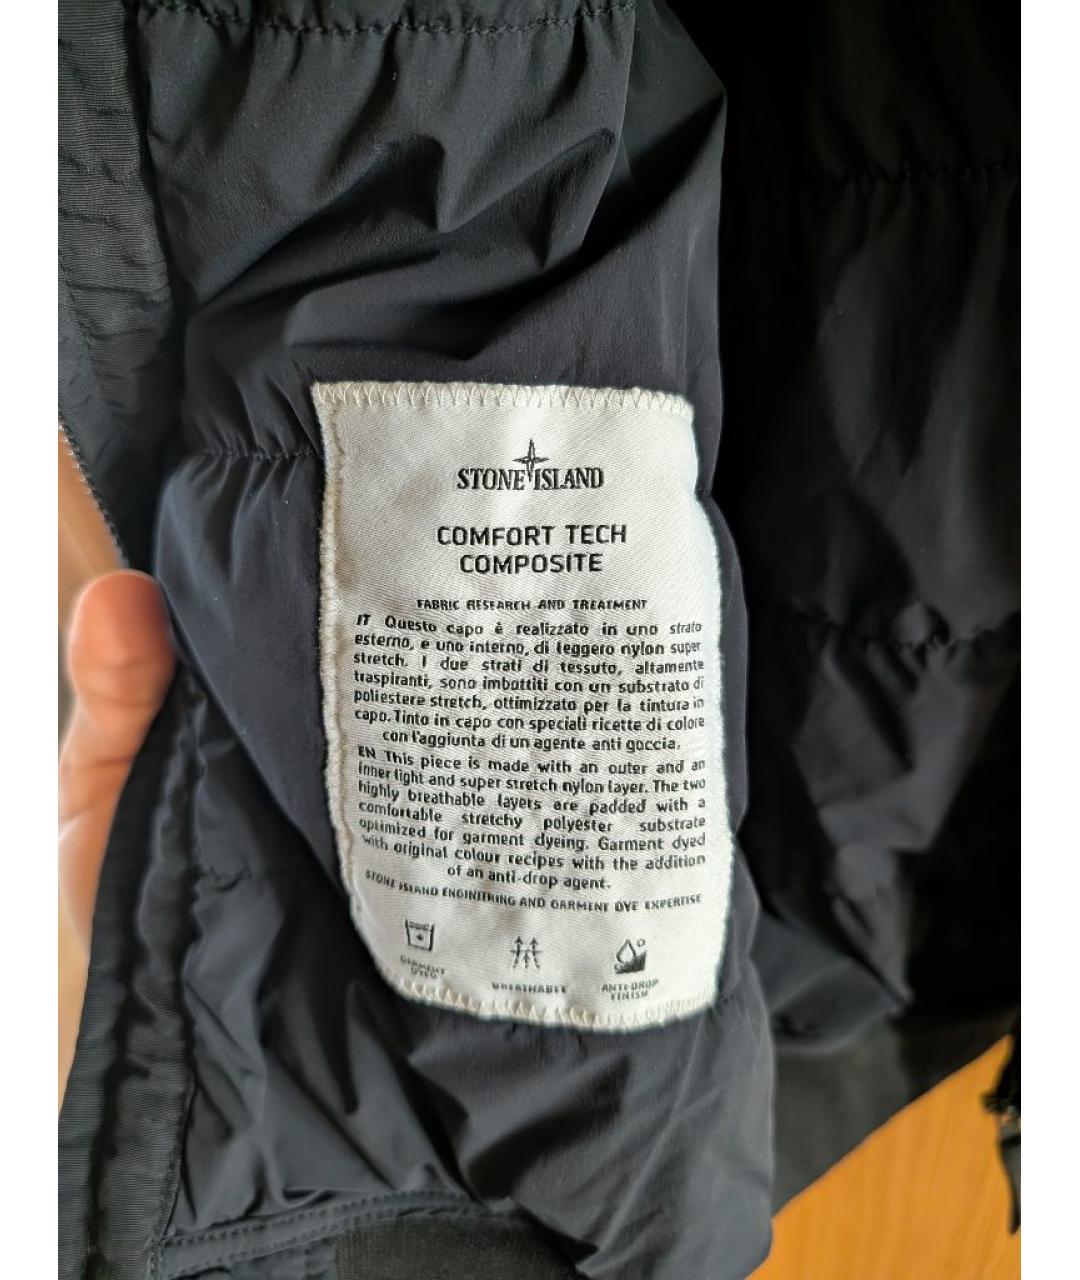 STONE ISLAND
COMFORT TECH
COMPOSITE
FABRIC RESEARCH AND TREATMENT
IT Questo capo è realizzato in uno strato
esterno, e uno interno, di leggero nylon super
stretch. I due strati di tessuto, altamente
traspiranti, sono imbottiti con un substrato di
poliestere stretch, ottimizzato per la tintura in
capo. Tinto in capo con speciali ricette di colore
con l'aggiunta di un agente anti goccia.
EN This piece is made with an outer and an
inner light and super stretch nylon layer. The two
highly breathable layers are padded with a
comfortable stretchy polyester substrate
optimized for garment dyeing. Garment dyed
with original colour recipes with the addition
of an anti-drop agent.
STONE ISLAND ENGINEERING AND GARMENT DYE EXPERTISE
GARMENT
DYED
BREATHABLE
ANTI-DROP
FINISH